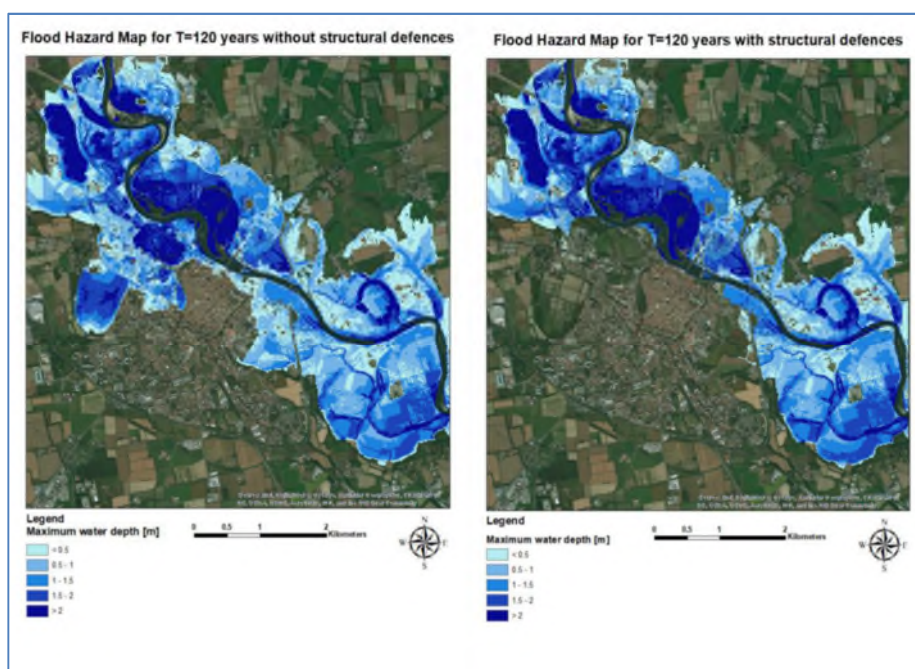 Flood Hazard Map for T=120 years without structural defences
Flood Hazard Map for T=120 years with structural defences
Legend
Maximum water depth [m]
< 0.5
0.5 - 1
1 - 1.5
1.5 - 2
> 2
0 0.5 1 2
Kilometers
N
W E
S
Legend
Maximum water depth [m]
< 0.5
0.5 - 1
1 - 1.5
1.5 - 2
> 2
0 0.5 1 2
Kilometers
N
W E
S